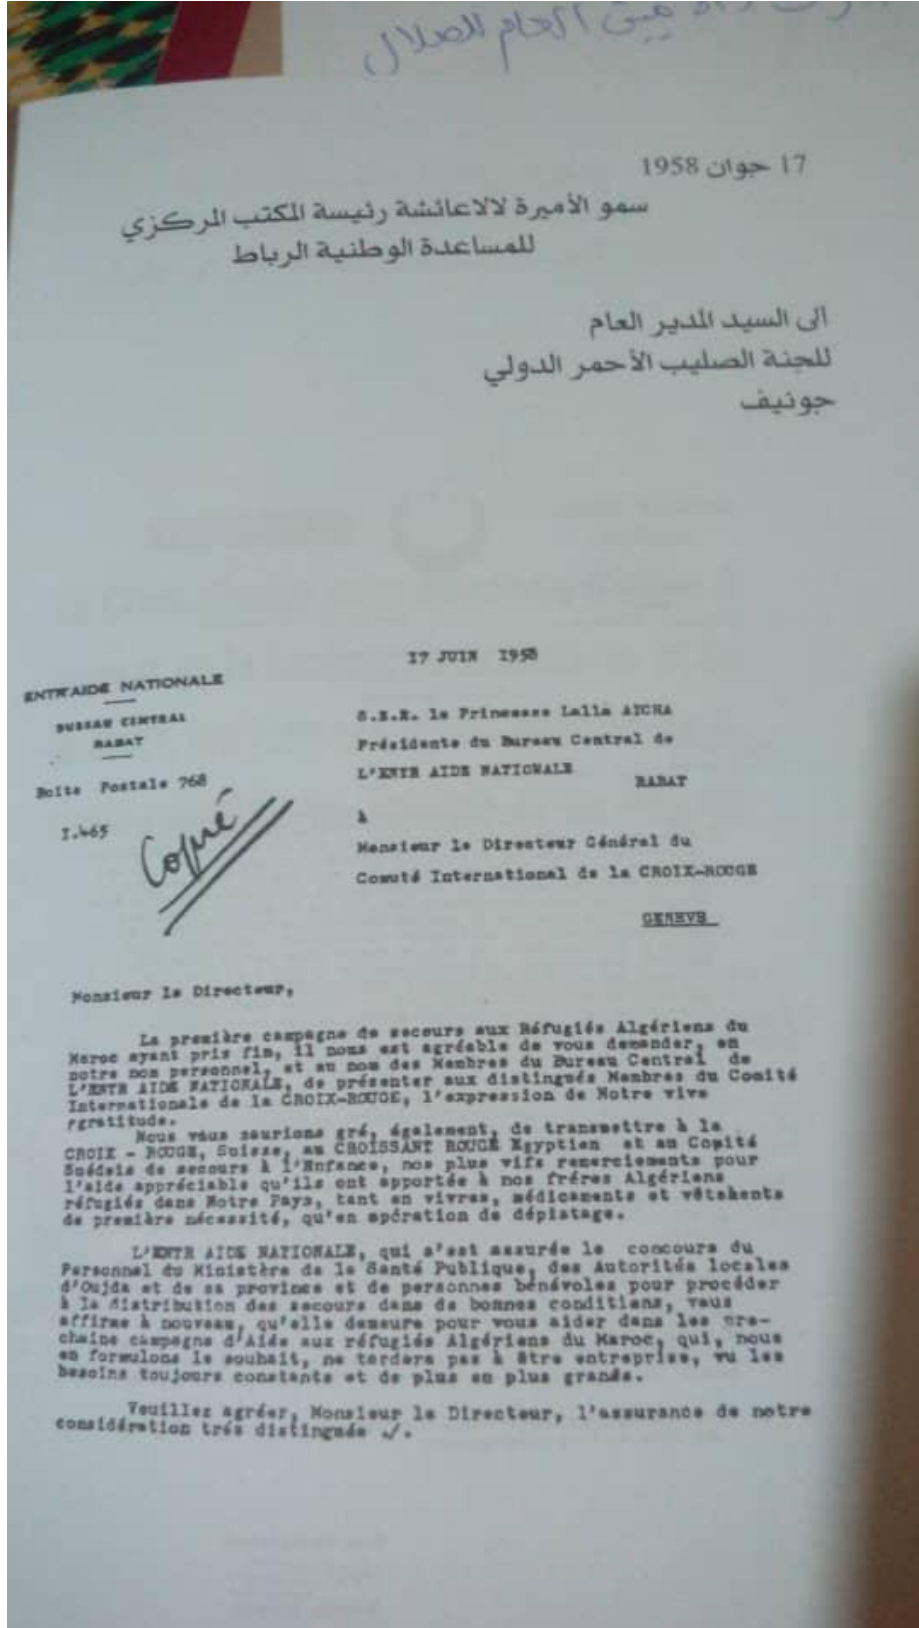 العام للهلال
17 جوان 1958
سمو الأميرة لالاعائشة رئيسة المكتب المركزي
للمساعدة الوطنية الرباط
الى السيد المدير العام
للجنة الصليب الأحمر الدولي
جونيف
17 JUIN 1958
ENTR'AIDE NATIONALE
BUREAU CENTRAL
RABAT
Boite Postale 768
I.465
Copié
S.E.R. la Princesse Lalla AICHA
Présidente du Bureau Central de
L'ENTR AIDE NATIONALE
RABAT
à
Monsieur le Directeur Général du
Comuté International de la CROIX-ROUGE
GENEVE
Monsieur le Directeur,
La première campagne de secours aux Réfugiés Algériens du
Maroc ayant pris fin, il nous est agréable de vous demander, en
notre nom personnel, et au nom des Membres du Bureau Central de
L'ENTR AIDE NATIONALE, de présenter aux distingués Membres du Comité
Internationale de la CROIX-ROUGE, l'expression de Notre vive
rgratitude.
Nous vous saurions gré, également, de transmettre à la
CROIX - ROUGE, Suisse, au CROISSANT ROUGE Egyptien et au Comité
Suédois de secours à l'Enfance, nos plus vifs remerciements pour
l'aide appréciable qu'ils ont apportée à nos fréres Algériens
réfugiés dans Notre Pays, tant en vivres, médicaments et vêtements
de première nécessité, qu'en opération de dépistage.
L'ENTR AIDE NATIONALE, qui s'est assurée le concours du
Personnel du Ministère de la Santé Publique, des Autorités locales
d'Oujda et de sa province et de personnes bénévoles pour procéder
à la distribution des secours dans de bonnes conditions, vous
affirme à nouveau, qu'elle demeure pour vous aider dans les pro-
chaine campagne d'Aide aux réfugiés Algériens du Maroc, qui, nous
en formulons le souhait, ne tardera pas à être entreprise, vu les
besoins toujours constants et de plus en plus grands.
Veuillez agréer, Monsieur le Directeur, l'assurance de notre
considération trés distinguée ./.